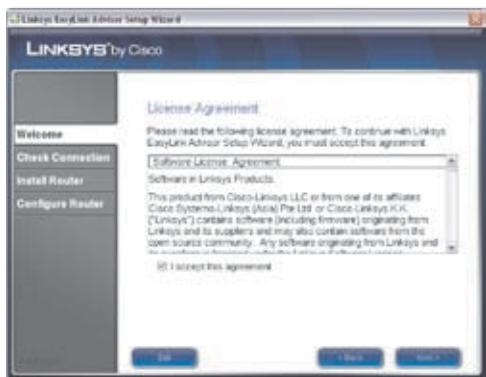 Linksys EasyLink Advisor Setup Wizard
LINKSYS® by Cisco
Welcome
Check Connection
Install Router
Configure Router
License Agreement
Please read the following license agreement. To continue with Linksys
EasyLink Advisor Setup Wizard, you must accept this agreement.
Software License Agreement
Software in Linksys Products.
This product from Cisco-Linksys LLC or from one of its affiliates
Cisco Systems-Linksys (Asia) Pte Ltd. or Cisco-Linksys K.K.
("Linksys") contains software (including firmware) originating from
Linksys and its suppliers and may also contain software from the
open source community. Any software originating from Linksys and
I accept this agreement
Exit
< Back
Next >